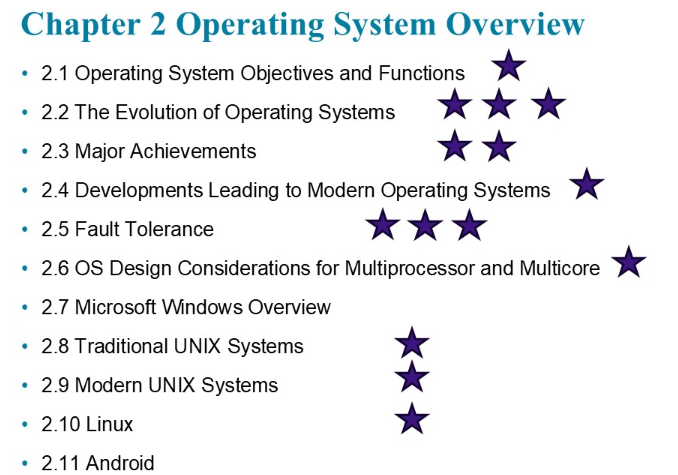 Chapter 2 Operating System Overview
• 2.1 Operating System Objectives and Functions
• 2.2 The Evolution of Operating Systems
• 2.3 Major Achievements
• 2.4 Developments Leading to Modern Operating Systems
• 2.5 Fault Tolerance
• 2.6 OS Design Considerations for Multiprocessor and Multicore
• 2.7 Microsoft Windows Overview
• 2.8 Traditional UNIX Systems
• 2.9 Modern UNIX Systems
• 2.10 Linux
• 2.11 Android